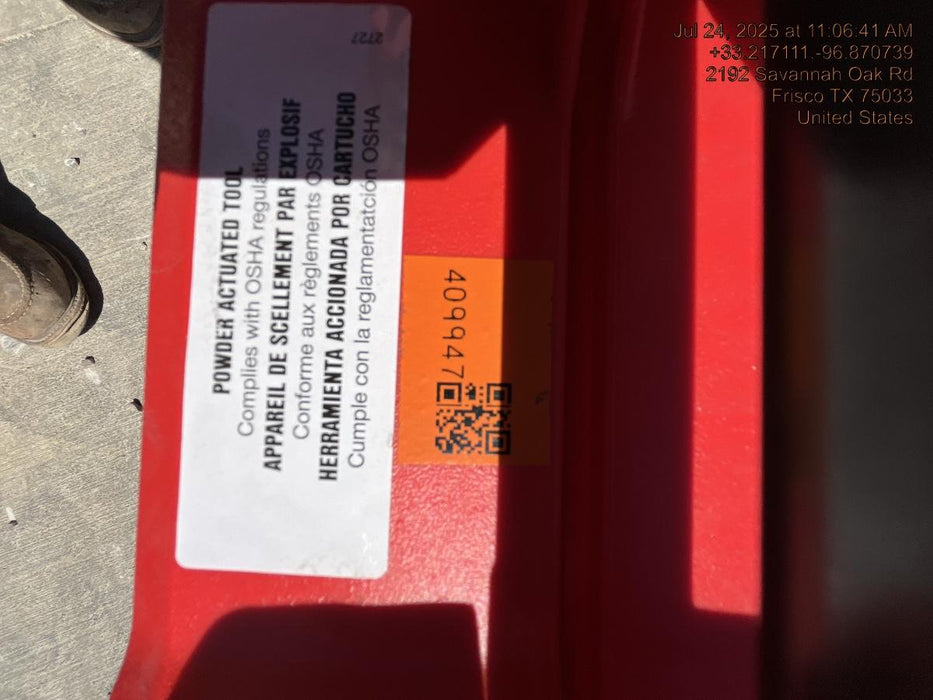 Jul 24, 2025 at 11:06:41 AM
+33.217111,-96.870739
2192 Savannah Oak Rd
Frisco TX 75033
United States
POWDER ACTUATED TOOL
Complies with OSHA regulations
APPAREIL DE SCELLEMENT PAR EXPLOSIF
Conforme aux règlements OSHA
HERRAMIENTA ACCIONADA POR CARTUCHO
Cumple con la reglamentatción OSHA
2727
409947